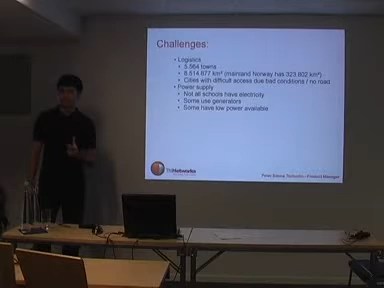 Challenges:
• Logistics
• 5.564 towns
• 8.514.877 km² (mainland Norway has 323.802 km²)
• Cities with difficult access due bad conditions / no road
• Power supply
• Not all schools have electricity
• Some use generators
• Some have low power available